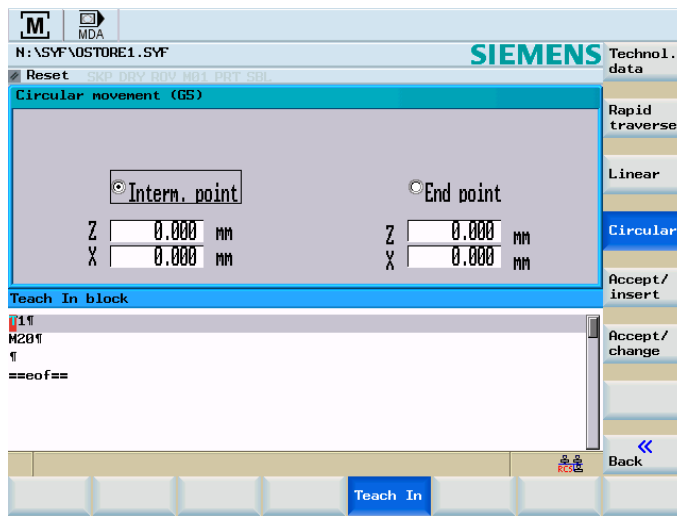 M
MDA
N:\SYF\OSTORE1.SYF
SIEMENS
Reset SKP DRY ROV M01 PRT SBL
Circular movement (G5)
Interm. point
End point
Z 0.000 mm
X 0.000 mm
Z 0.000 mm
X 0.000 mm
Teach In block
T1¶
M20¶
¶
==eof==
RCS
Teach In
Technol.
data
Rapid
traverse
Linear
Circular
Accept/
insert
Accept/
change
«
Back